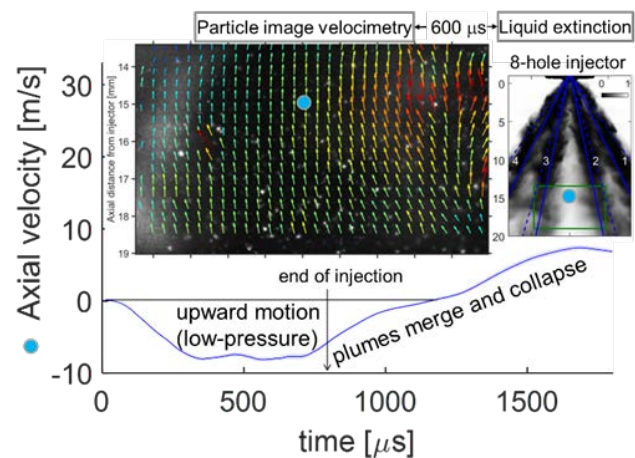 Particle image velocimetry
600 μs
Liquid extinction
8-hole injector
Axial velocity [m/s]
30
20
10
0
-10
Axial distance from injector [mm]
14
15
16
17
18
19
0
5
10
15
20
0
1
4
3
2
1
end of injection
upward motion
(low-pressure)
plumes merge and collapse
0
500
1000
1500
time [μs]